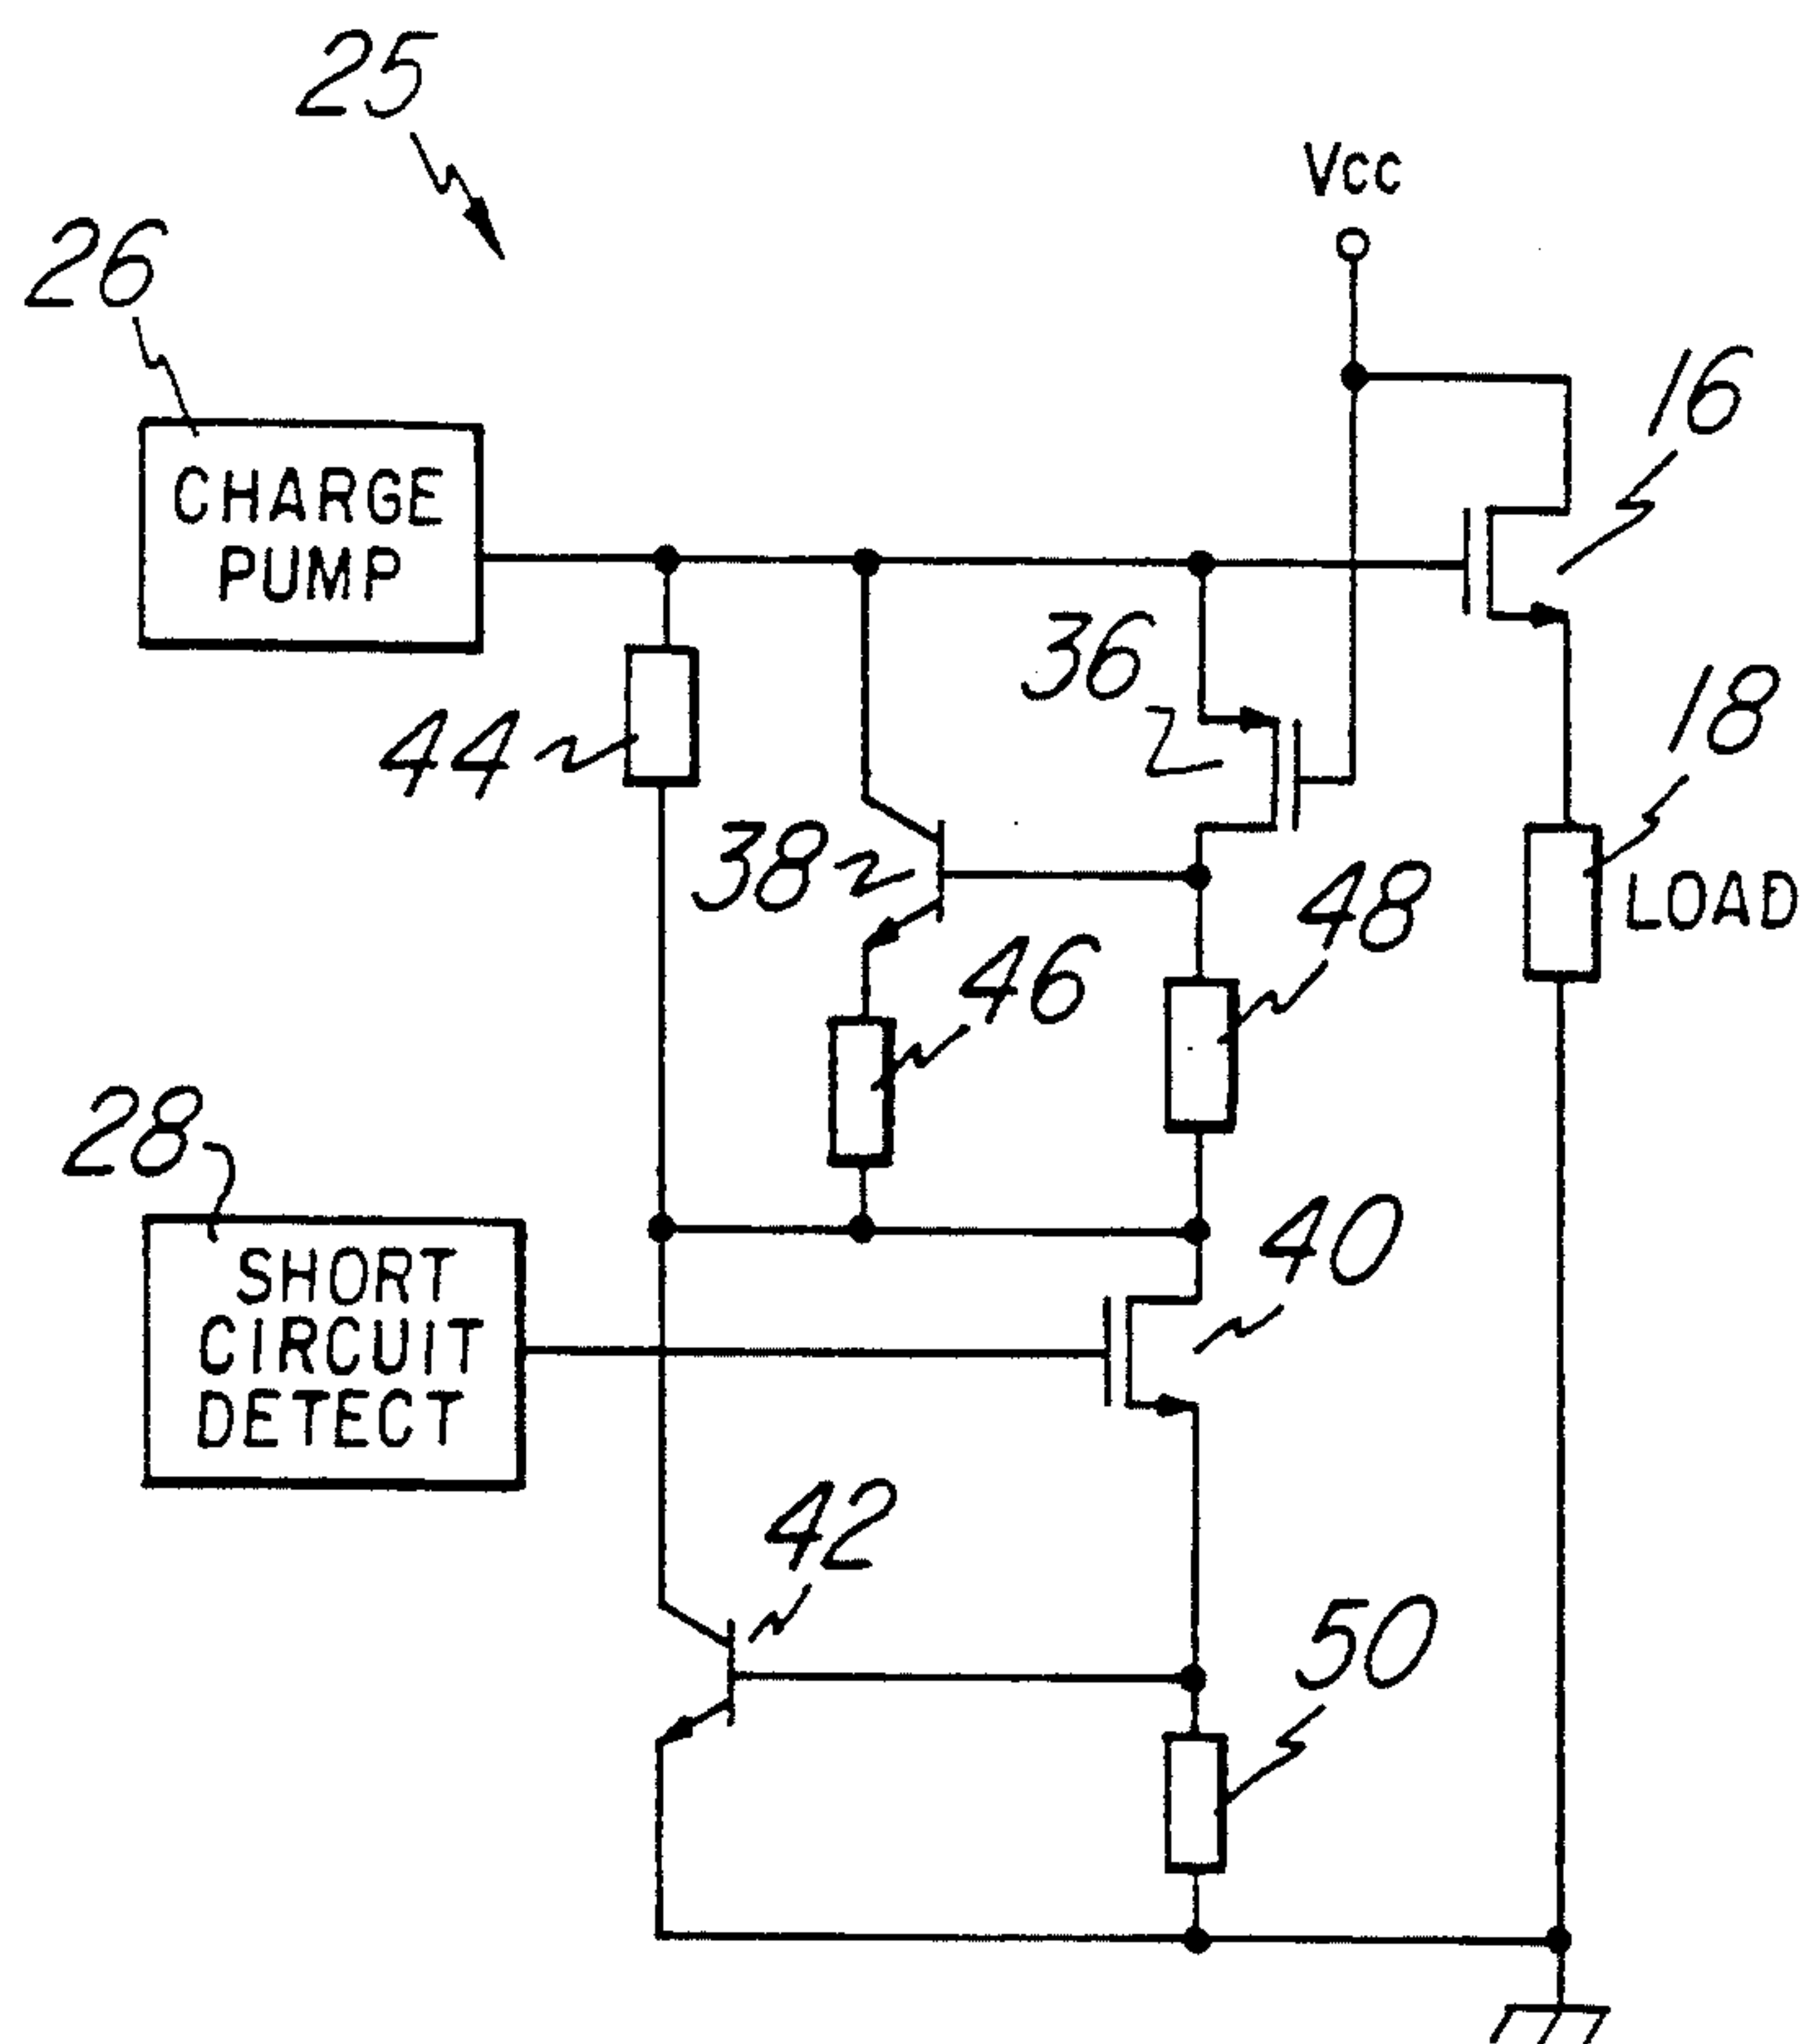 25
Vcc
26
16
CHARGE
PUMP
36
18
44
38
48
LOAD
46
28
40
SHORT
CIRCUIT
DETECT
42
50